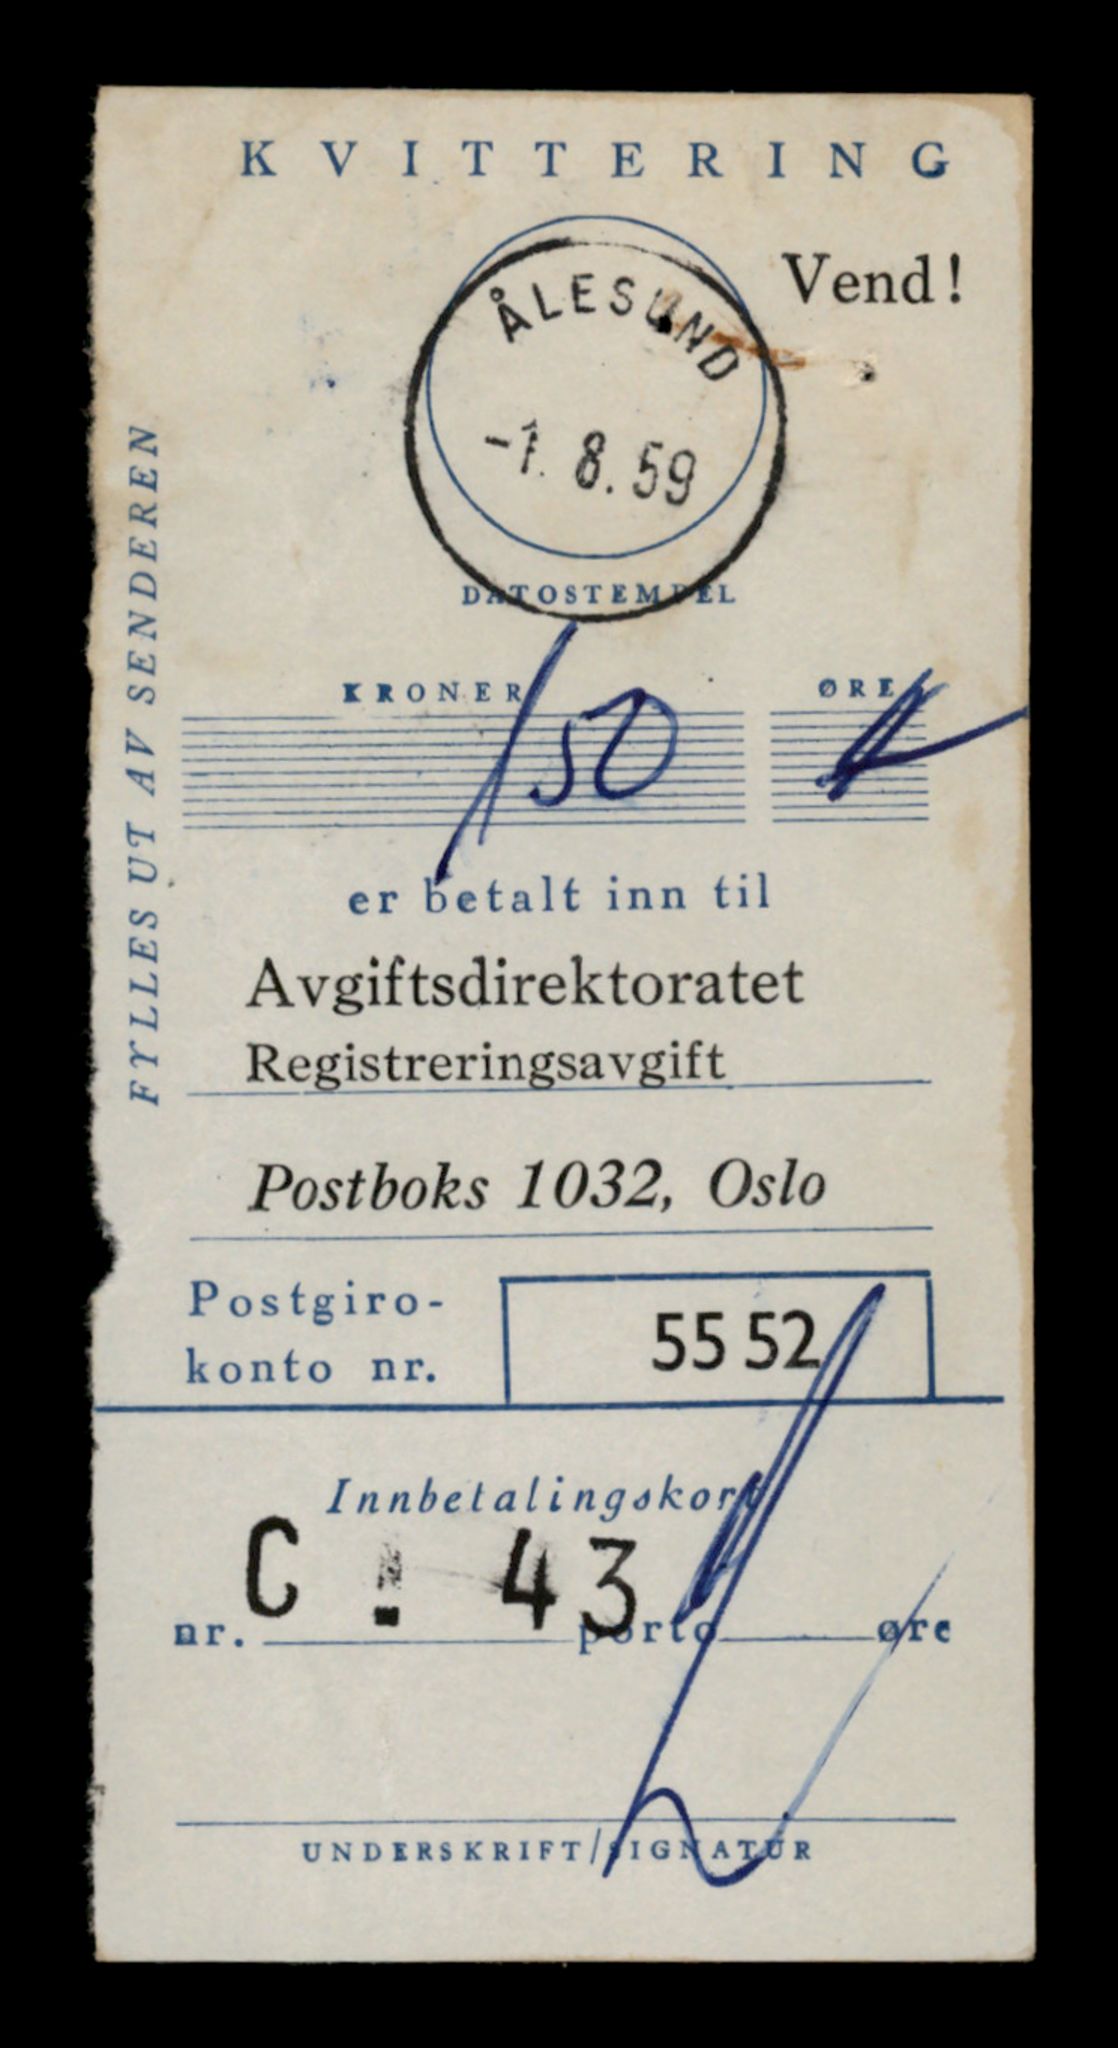 KVITTERING
Vend!
ÅLESUND
-1. 8. 59
DATOSTEMPEL
FYLLES UT AV SENDEREN
KRONER ØRE
150
er betalt inn til
Avgiftsdirektoratet
Registreringsavgift
Postboks 1032, Oslo
Postgiro-
konto nr. 55 52
Innbetalingskort
C - 43
nr. porto øre
UNDERSKRIFT/SIGNATUR